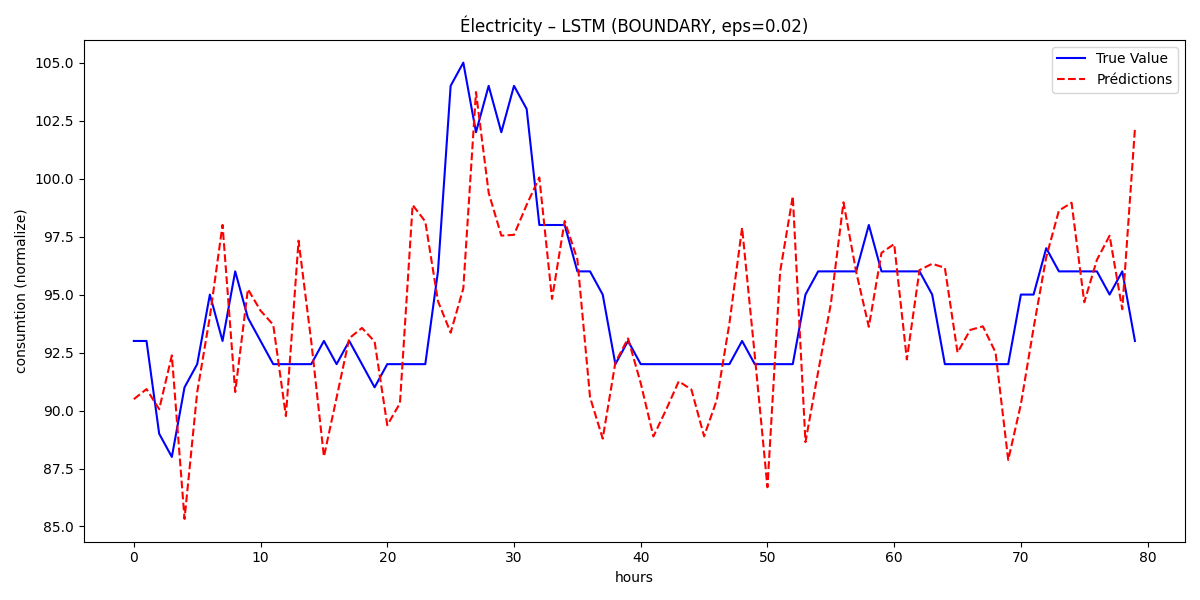 Électricity – LSTM (BOUNDARY, eps=0.02)
True Value
Prédictions
consumtion (normalize)
105.0
102.5
100.0
97.5
95.0
92.5
90.0
87.5
85.0
0 10 20 30 40 50 60 70 80
hours